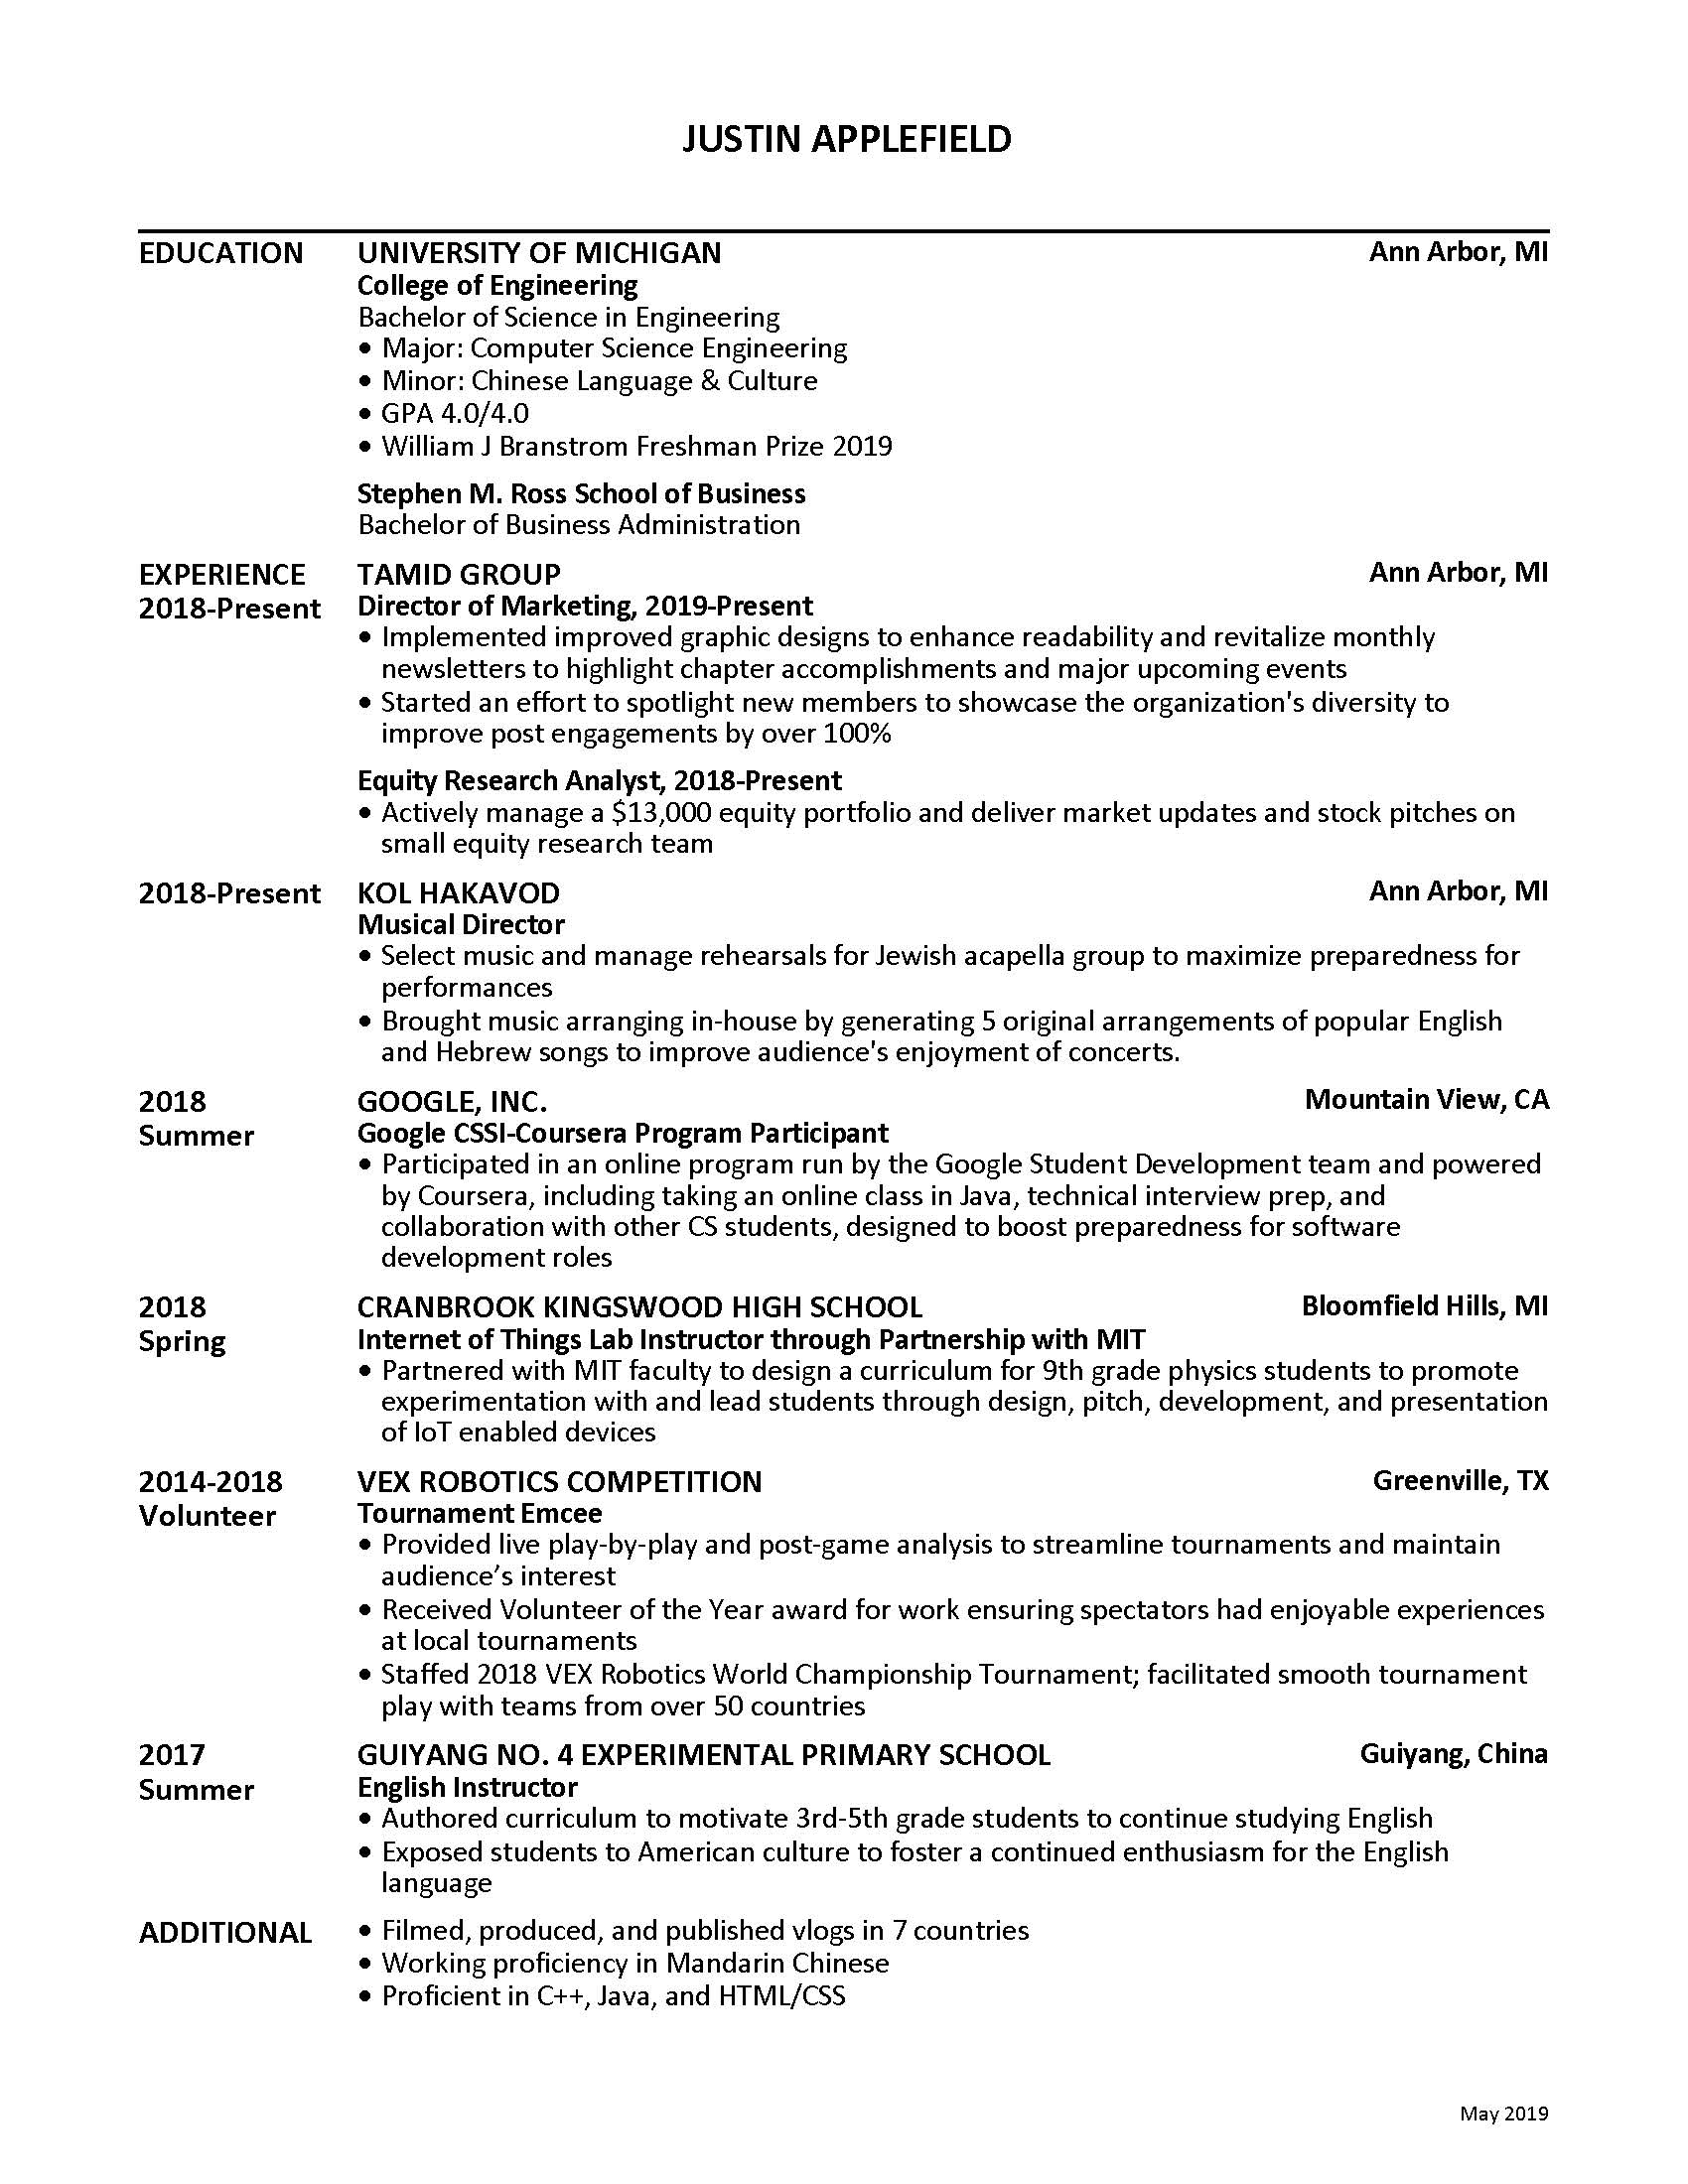 JUSTIN APPLEFIELD
EDUCATION UNIVERSITY OF MICHIGAN Ann Arbor, MI
College of Engineering
Bachelor of Science in Engineering
• Major: Computer Science Engineering
• Minor: Chinese Language & Culture
• GPA 4.0/4.0
• William J Branstrom Freshman Prize 2019
Stephen M. Ross School of Business
Bachelor of Business Administration
EXPERIENCE TAMID GROUP Ann Arbor, MI
2018-Present Director of Marketing, 2019-Present
• Implemented improved graphic designs to enhance readability and revitalize monthly
newsletters to highlight chapter accomplishments and major upcoming events
• Started an effort to spotlight new members to showcase the organization's diversity to
improve post engagements by over 100%
Equity Research Analyst, 2018-Present
• Actively manage a $13,000 equity portfolio and deliver market updates and stock pitches on
small equity research team
2018-Present KOL HAKAVOD Ann Arbor, MI
Musical Director
• Select music and manage rehearsals for Jewish acapella group to maximize preparedness for
performances
• Brought music arranging in-house by generating 5 original arrangements of popular English
and Hebrew songs to improve audience's enjoyment of concerts.
2018 GOOGLE, INC. Mountain View, CA
Summer Google CSSI-Coursera Program Participant
• Participated in an online program run by the Google Student Development team and powered
by Coursera, including taking an online class in Java, technical interview prep, and
collaboration with other CS students, designed to boost preparedness for software
development roles
2018 CRANBROOK KINGSWOOD HIGH SCHOOL Bloomfield Hills, MI
Spring Internet of Things Lab Instructor through Partnership with MIT
• Partnered with MIT faculty to design a curriculum for 9th grade physics students to promote
experimentation with and lead students through design, pitch, development, and presentation
of IoT enabled devices
2014-2018 VEX ROBOTICS COMPETITION Greenville, TX
Volunteer Tournament Emcee
• Provided live play-by-play and post-game analysis to streamline tournaments and maintain
audience’s interest
• Received Volunteer of the Year award for work ensuring spectators had enjoyable experiences
at local tournaments
• Staffed 2018 VEX Robotics World Championship Tournament; facilitated smooth tournament
play with teams from over 50 countries
2017 GUIYANG NO. 4 EXPERIMENTAL PRIMARY SCHOOL Guiyang, China
Summer English Instructor
• Authored curriculum to motivate 3rd-5th grade students to continue studying English
• Exposed students to American culture to foster a continued enthusiasm for the English
language
ADDITIONAL • Filmed, produced, and published vlogs in 7 countries
• Working proficiency in Mandarin Chinese
• Proficient in C++, Java, and HTML/CSS
May 2019